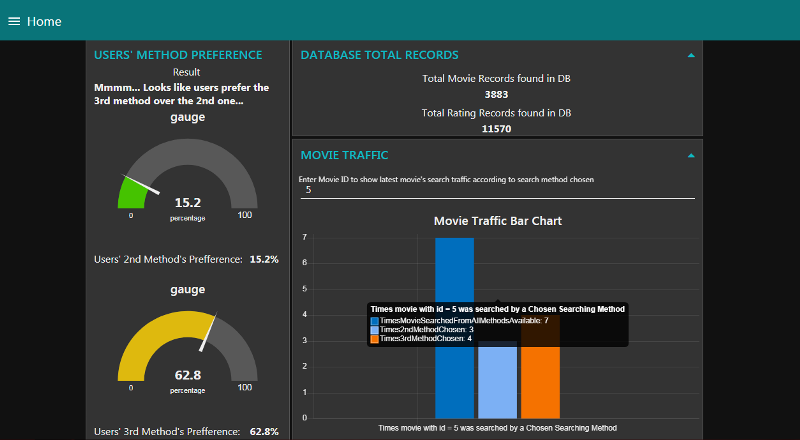 Home
USERS' METHOD PREFERENCE
Result
Mmmm... Looks like users prefer the
3rd method over the 2nd one...
gauge
15.2
percentage
0
100
Users' 2nd Method's Prefference: 15.2%
gauge
62.8
percentage
0
100
Users' 3rd Method's Prefference: 62.8%
DATABASE TOTAL RECORDS
Total Movie Records found in DB
3883
Total Rating Records found in DB
11570
MOVIE TRAFFIC
Enter Movie ID to show latest movie's search traffic according to search method chosen
5
Movie Traffic Bar Chart
7
6
5
4
3
2
1
0
Times movie with id = 5 was searched by a Chosen Searching Method
TimesMovieSearchedFromAllMethodsAvailable: 7
Times2ndMethodChosen: 3
Times3rdMethodChosen: 4
Times movie with id = 5 was searched by a Chosen Searching Method